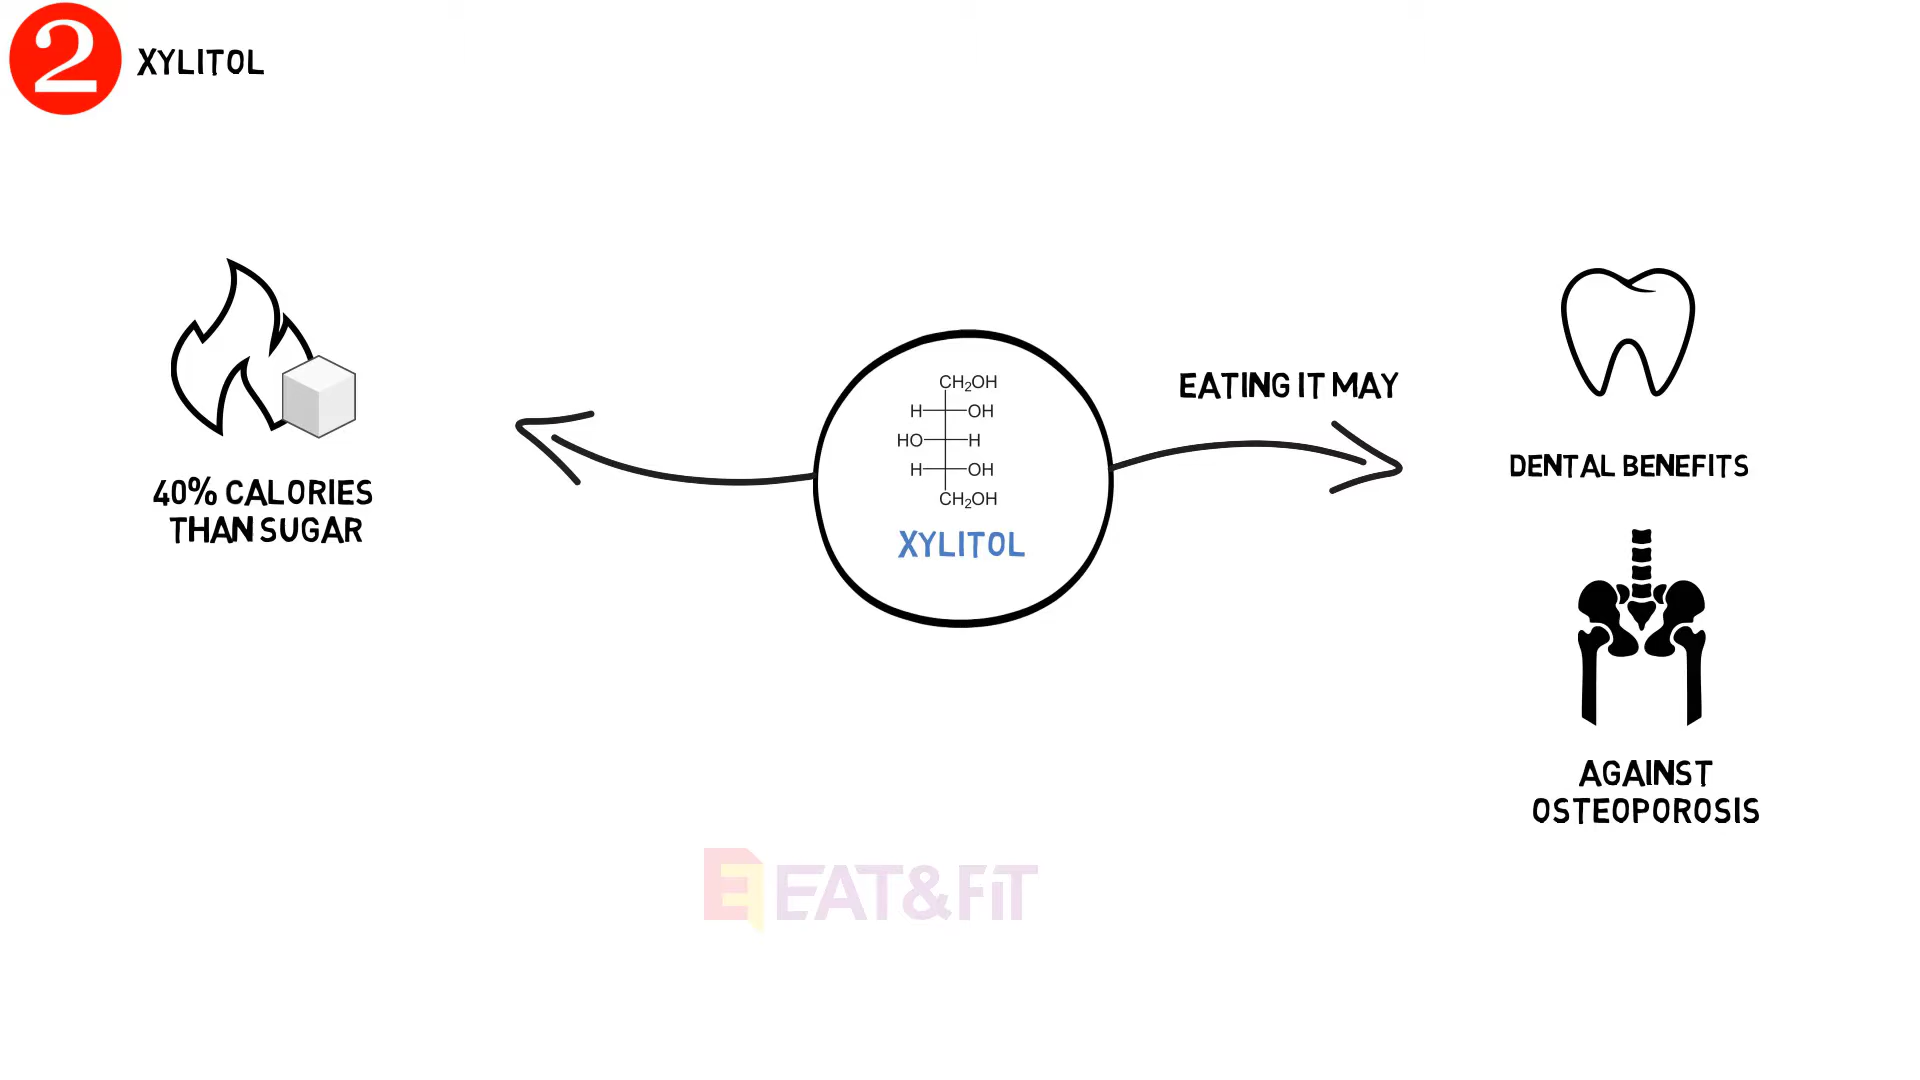 2 XYLITOL
40% CALORIES
THAN SUGAR
CH₂OH
H OH
HO H
H OH
CH₂OH
XYLITOL
EATING IT MAY
DENTAL BENEFITS
AGAINST
OSTEOPOROSIS
EAT&FIT